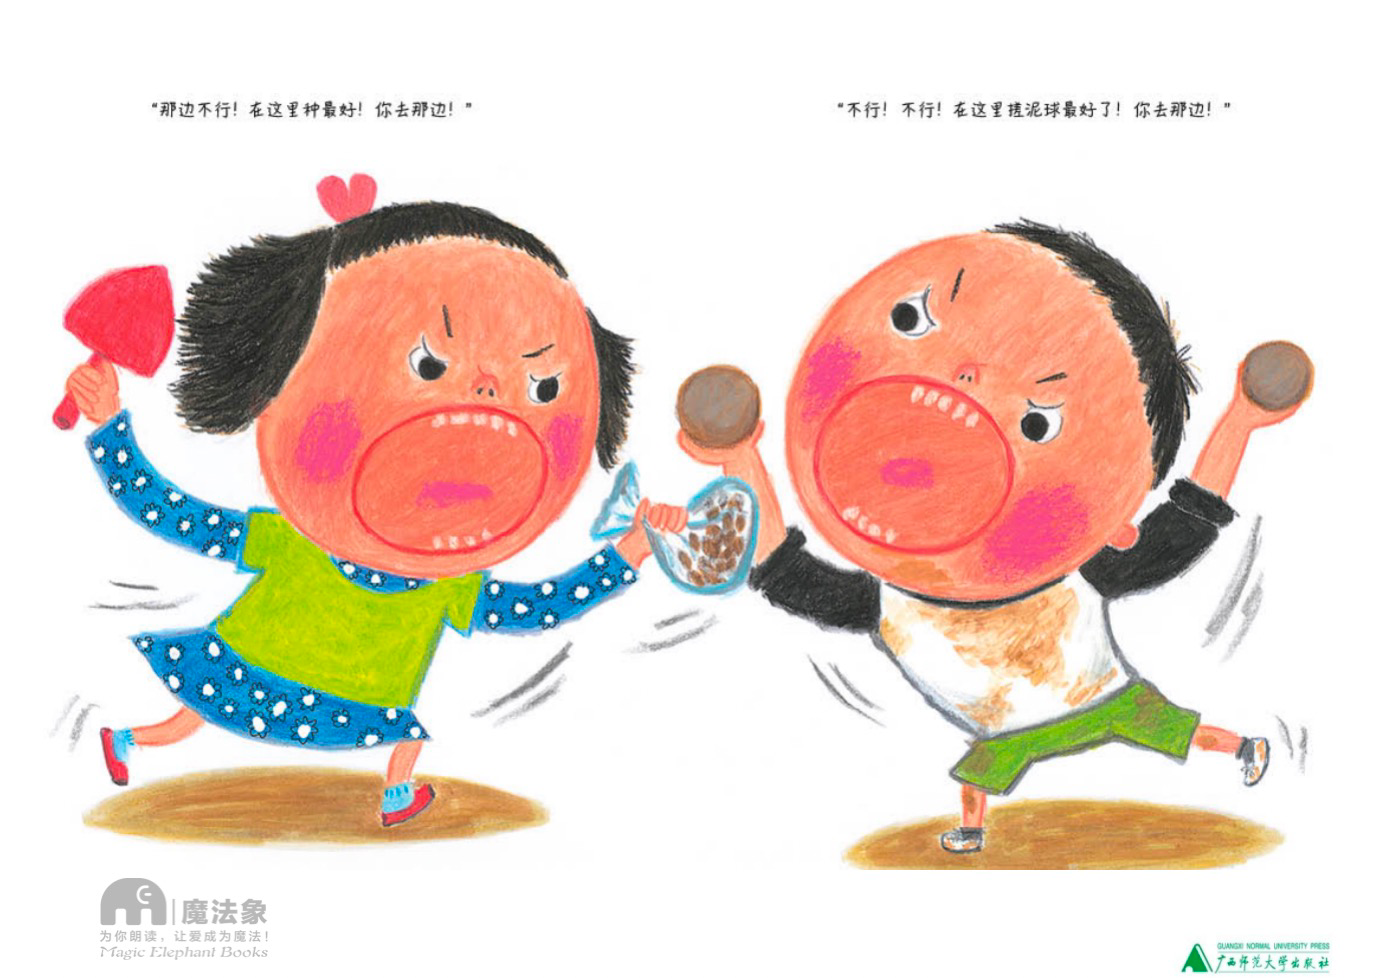 “那边不行！在这里种最好！你去那边！”
“不行！不行！在这里搓泥球最好了！你去那边！”
魔法象
为你朗读，让爱成为魔法！
Magic Elephant Books
GUANGXI NORMAL UNIVERSITY PRESS
广西师范大学出版社